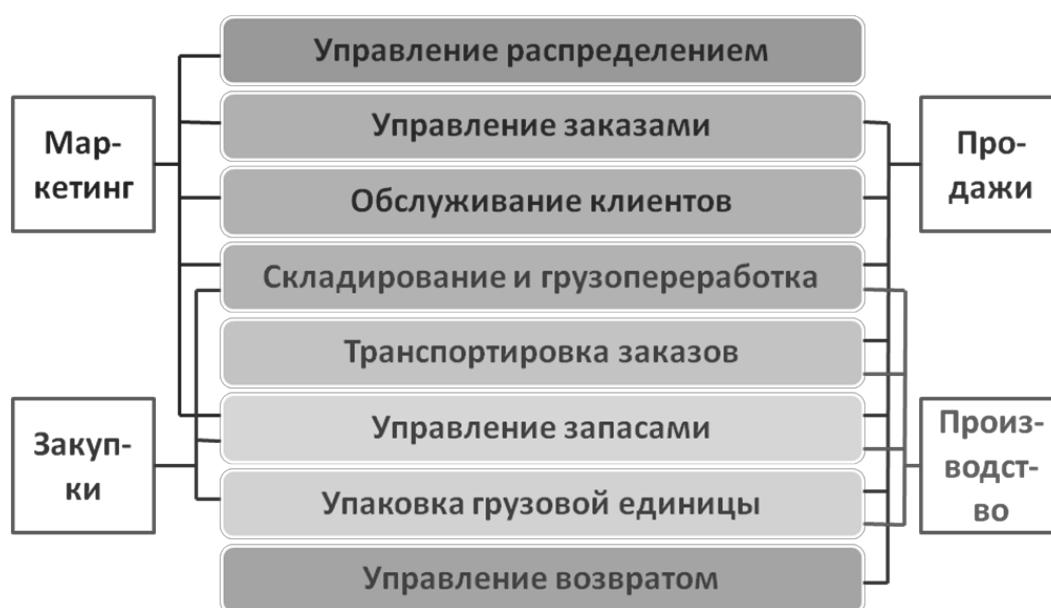 Управление распределением
Управление заказами
Мар-
кетинг
Про-
дажи
Обслуживание клиентов
Складирование и грузопереработка
Транспортировка заказов
Управление запасами
Закуп-
ки
Произ-
водст-
во
Упаковка грузовой единицы
Управление возвратом